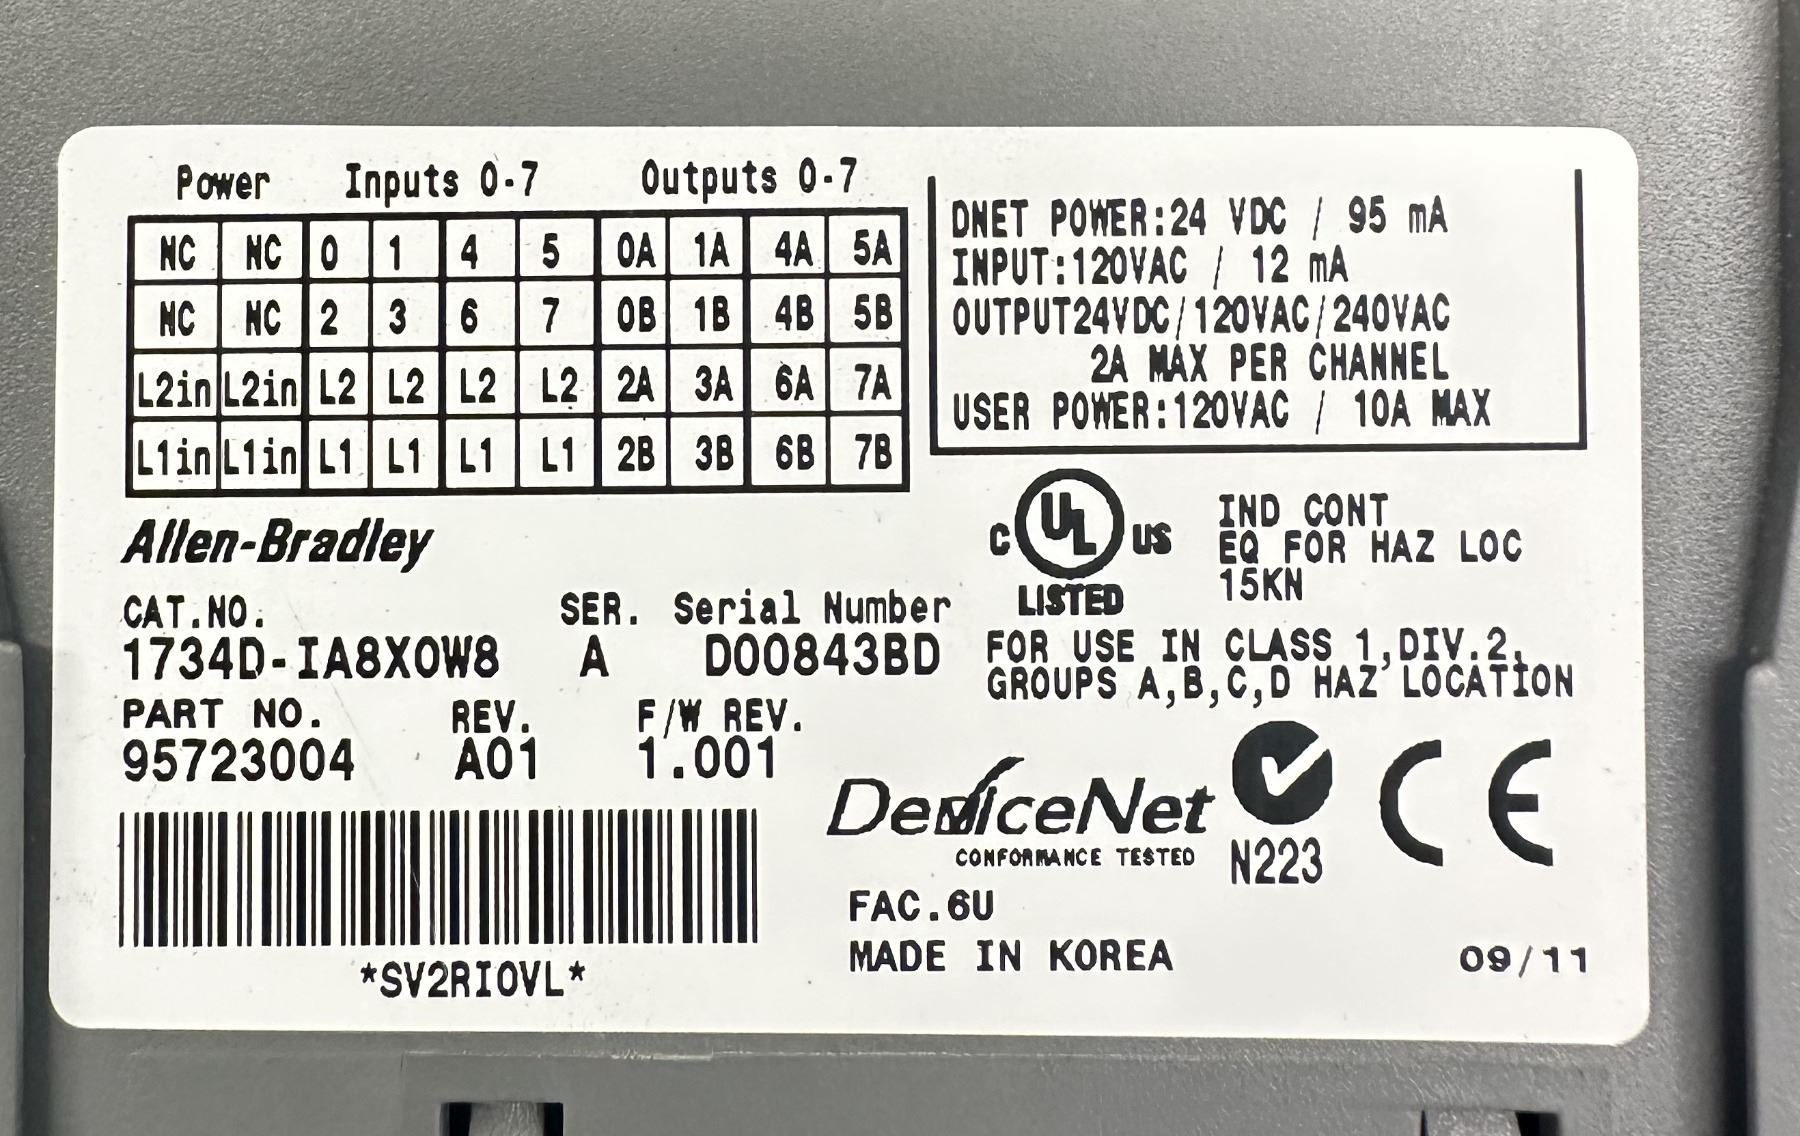 Power Inputs 0-7 Outputs 0-7
NC NC 0 1 4 5 0A 1A 4A 5A
NC NC 2 3 6 7 0B 1B 4B 5B
L2in L2in L2 L2 L2 L2 2A 3A 6A 7A
L1in L1in L1 L1 L1 L1 2B 3B 6B 7B
DNET POWER:24 VDC / 95 mA
INPUT:120VAC / 12 mA
OUTPUT24VDC/120VAC/240VAC
2A MAX PER CHANNEL
USER POWER:120VAC / 10A MAX
Allen-Bradley
CAT.NO. SER. Serial Number
1734D-IA8XOW8 A D00843BD
PART NO. REV. F/W REV.
95723004 A01 1.001
*SV2RIOVL*
C UL US
LISTED
IND CONT
EQ FOR HAZ LOC
15KN
FOR USE IN CLASS 1,DIV.2,
GROUPS A,B,C,D HAZ LOCATION
DeviceNet
CONFORMANCE TESTED
N223
CE
FAC.6U
MADE IN KOREA
09/11